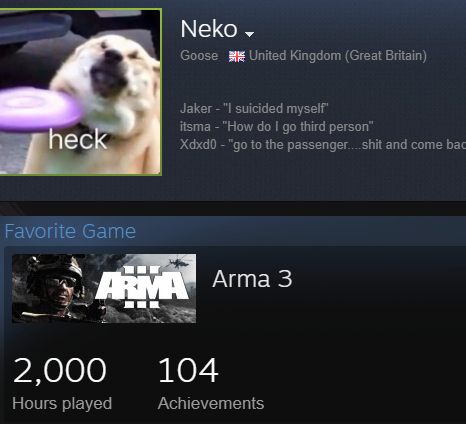 heck
Neko
Goose United Kingdom (Great Britain)
Jaker - "I suicided myself"
itsma - "How do I go third person"
Xdxd0 - "go to the passenger....shit and come bac
Favorite Game
ARMA III
Arma 3
2,000 104
Hours played Achievements